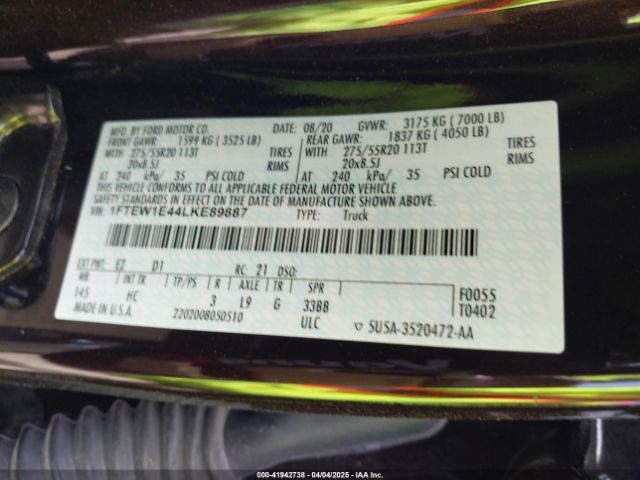 MFD. BY FORD MOTOR CO.
08/20 GVWR: 3175 KG ( 7000 LB)
FRONT GAWR: 1599 KG ( 3525 LB)
REAR GAWR: 1837 KG ( 4050 LB)
WITH 275/55R20 113T TIRES
WITH 275/55R20 113T TIRES
20x8.5J RIMS
20x8.5J RIMS
AT 240 kPa/ 35 PSI COLD
AT 240 kPa/ 35 PSI COLD
THIS VEHICLE CONFORMS TO ALL APPLICABLE FEDERAL MOTOR VEHICLE
SAFETY STANDARDS IN EFFECT ON THE DATE OF MANUFACTURE SHOWN ABOVE.
VIN: 1FTEW1E44LKE89887
TYPE: Truck
EXT PNT: EZ D1 RC: 21 DSO:
WB INT TR TP/PS R AXLE TR SPR F0055
145 HC 3 L9 G 33BB T0402
MADE IN U.S.A. 2202008050510 ULC ▽ 5U5A-3520472-AA
000-41942738 - 04/04/2025 - IAA Inc.